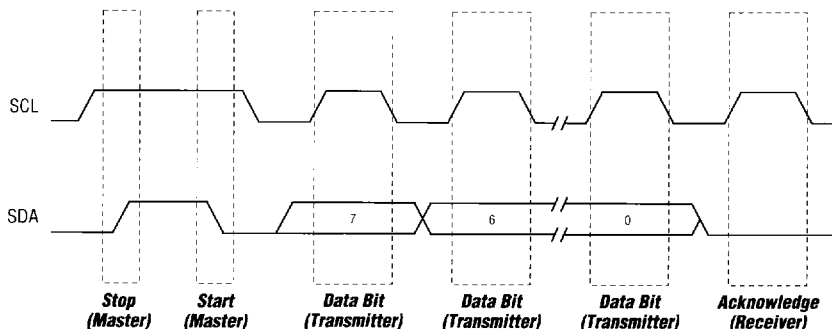 SCL
SDA
7
6
0
Stop
(Master)
Start
(Master)
Data Bit
(Transmitter)
Data Bit
(Transmitter)
Data Bit
(Transmitter)
Acknowledge
(Receiver)